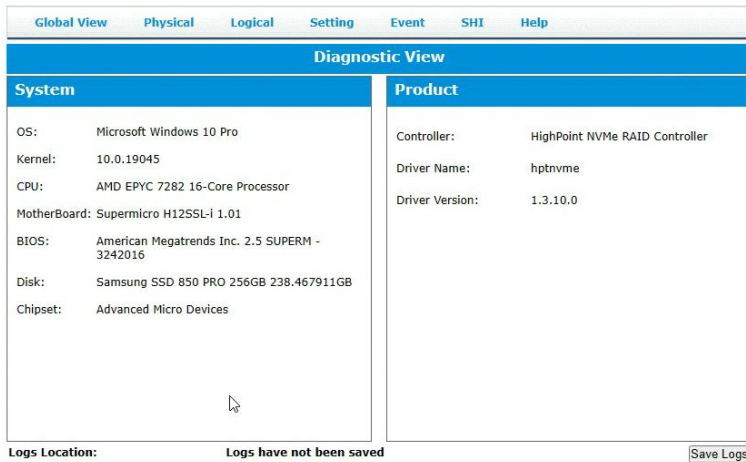 Global View Physical Logical Setting Event SHI Help
Diagnostic View
System
OS: Microsoft Windows 10 Pro
Kernel: 10.0.19045
CPU: AMD EPYC 7282 16-Core Processor
MotherBoard: Supermicro H12SSL-i 1.01
BIOS: American Megatrends Inc. 2.5 SUPERM -
3242016
Disk: Samsung SSD 850 PRO 256GB 238.467911GB
Chipset: Advanced Micro Devices
Product
Controller: HighPoint NVMe RAID Controller
Driver Name: hptnvme
Driver Version: 1.3.10.0
Logs Location: Logs have not been saved
Save Logs